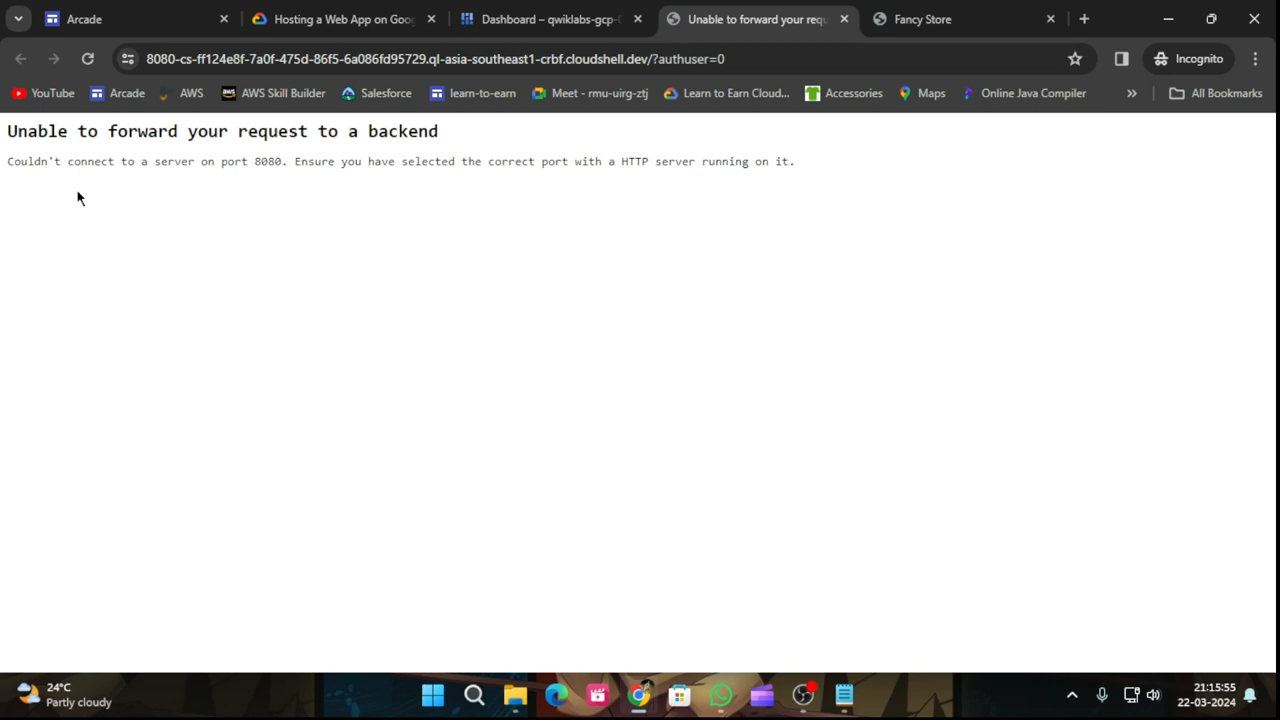 Arcade
Hosting a Web App on Goog
Dashboard – qwiklabs-gcp-
Unable to forward your requ
Fancy Store
8080-cs-ff124e8f-7a0f-475d-86f5-6a086fd95729.ql-asia-southeast1-crbf.cloudshell.dev/?authuser=0
Incognito
YouTube
Arcade
AWS
AWS Skill Builder
Salesforce
learn-to-earn
Meet - rmu-uirg-ztj
Learn to Earn Cloud...
Accessories
Maps
Online Java Compiler
All Bookmarks
Unable to forward your request to a backend
Couldn't connect to a server on port 8080. Ensure you have selected the correct port with a HTTP server running on it.
24°C
Partly cloudy
21:15:55
22-03-2024